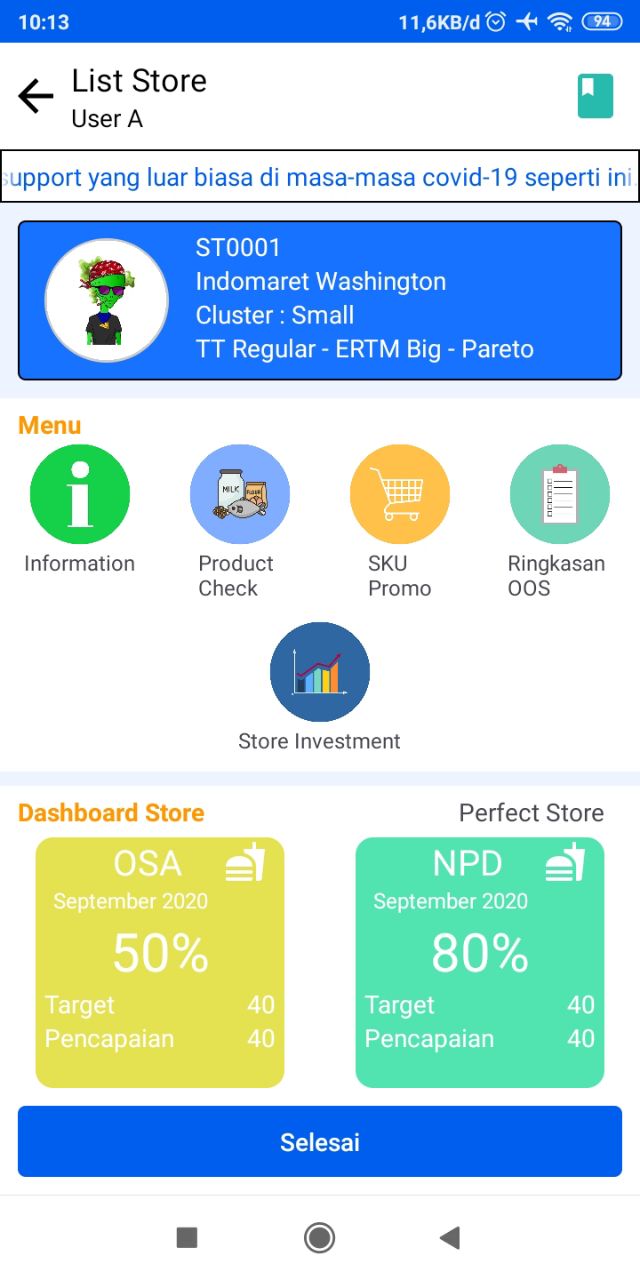 10:13
11,6KB/d
94
List Store
User A
support yang luar biasa di masa-masa covid-19 seperti ini.
ST0001
Indomaret Washington
Cluster : Small
TT Regular - ERTM Big - Pareto
Menu
MILK
FLOUR
Information
Product
Check
SKU
Promo
Ringkasan
OOS
Store Investment
Dashboard Store
Perfect Store
OSA
September 2020
50%
Target 40
Pencapaian 40
NPD
September 2020
80%
Target 40
Pencapaian 40
Selesai